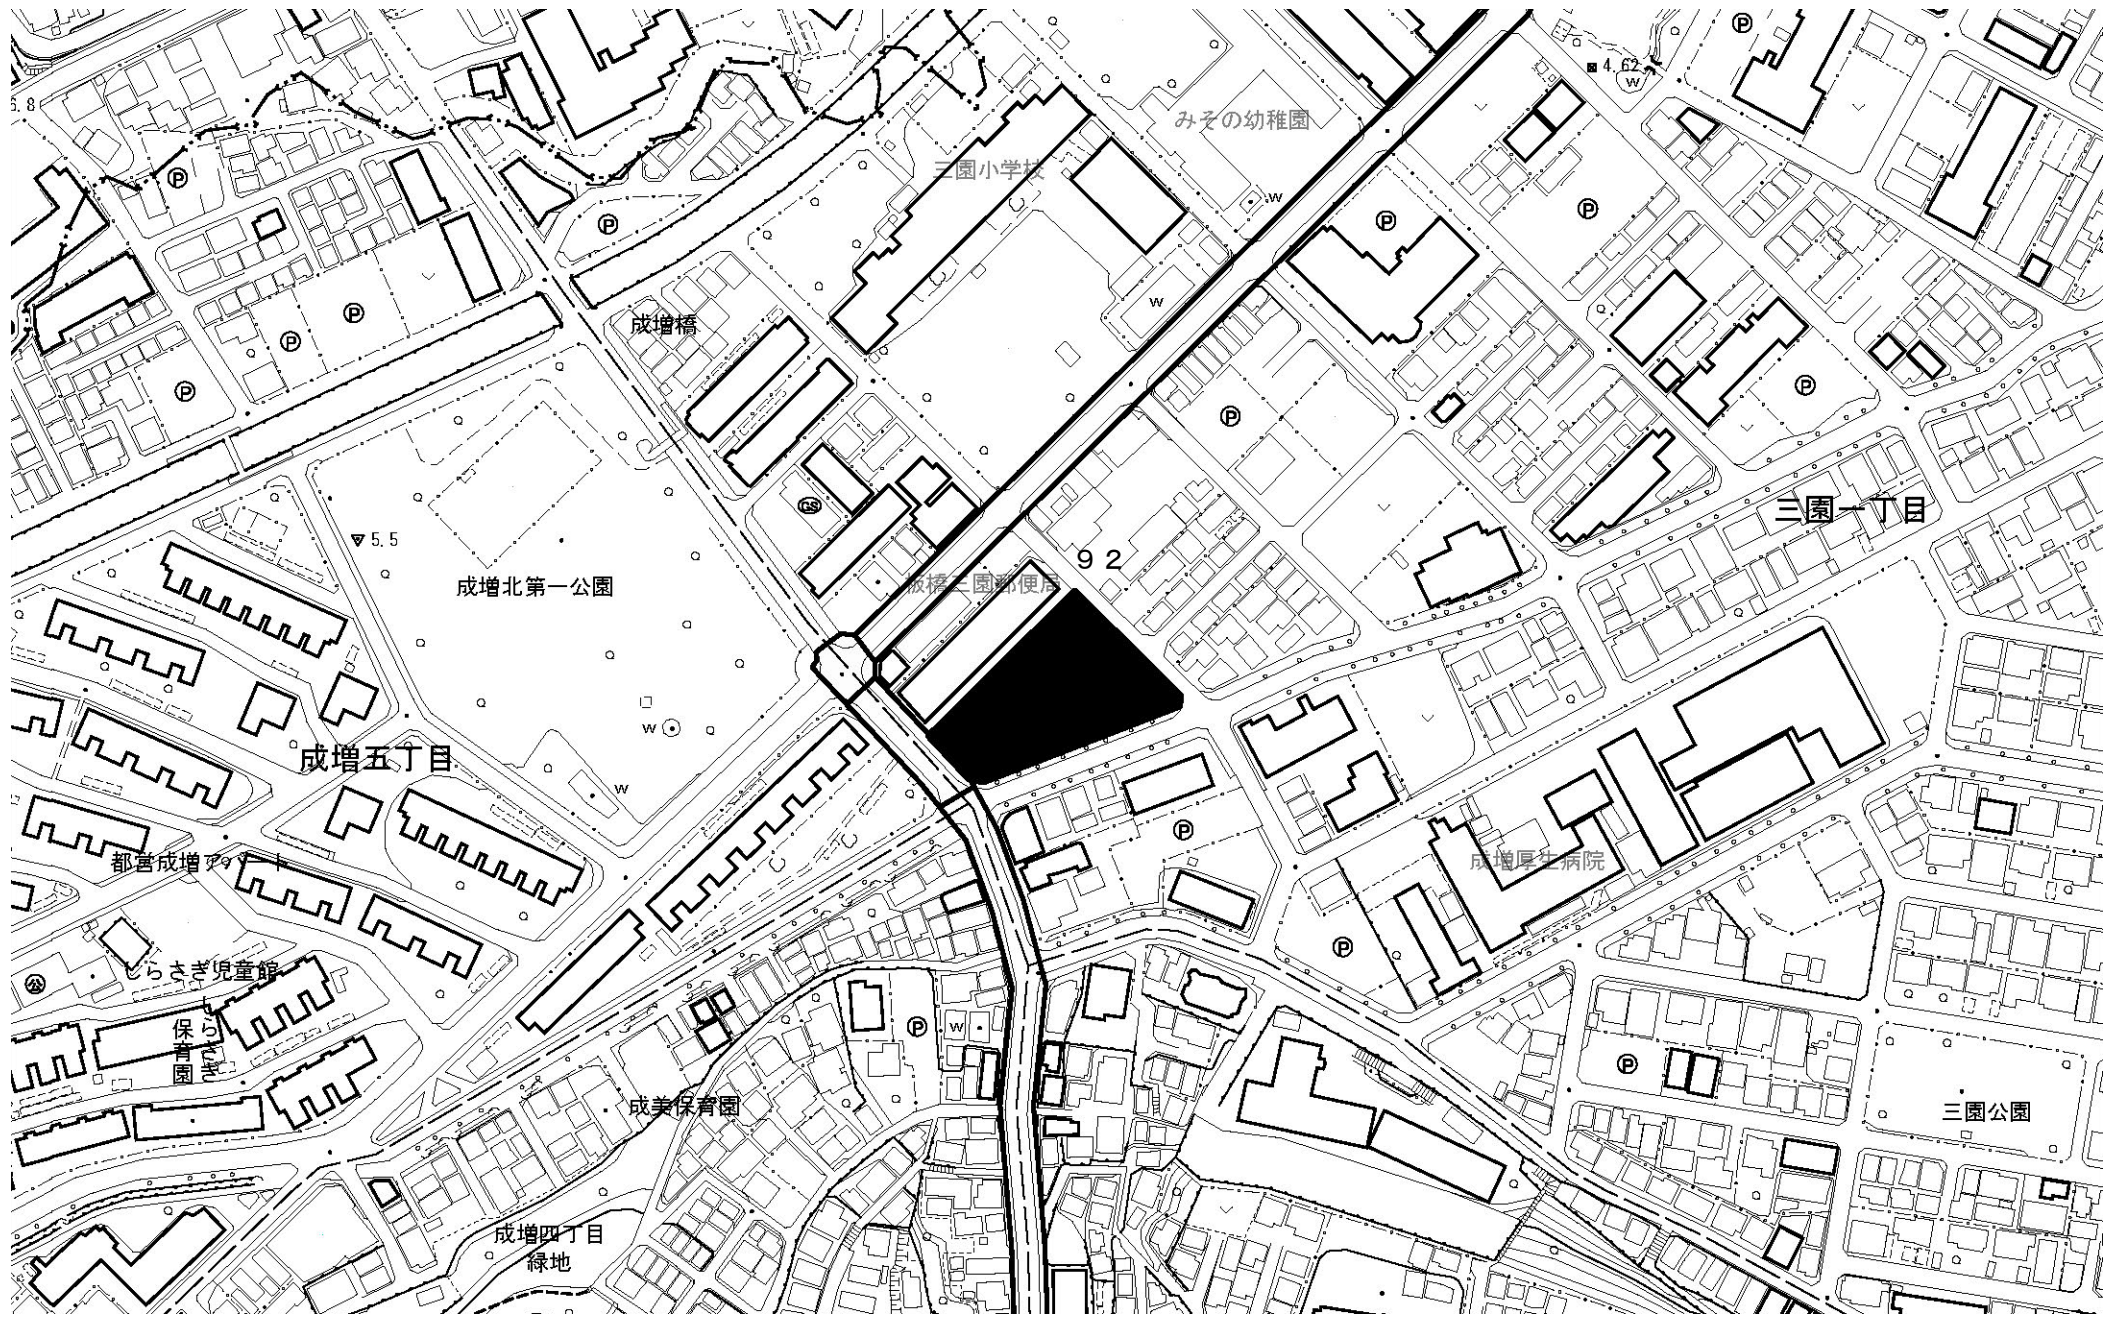 みその幼稚園
4.62
W
6.8
三園小学校
W
P
P
P
P
P
成増橋
W
P
P
P
P
P
GS
三園一丁目
5.5
92
成増北第一公園
板橋三園郵便局
W
成増五丁目
W
P
都営成増アパート
成増厚生病院
P
しらさぎ児童館
公
しらさぎ
保育園
P
W
P
成美保育園
三園公園
成増四丁目
緑地